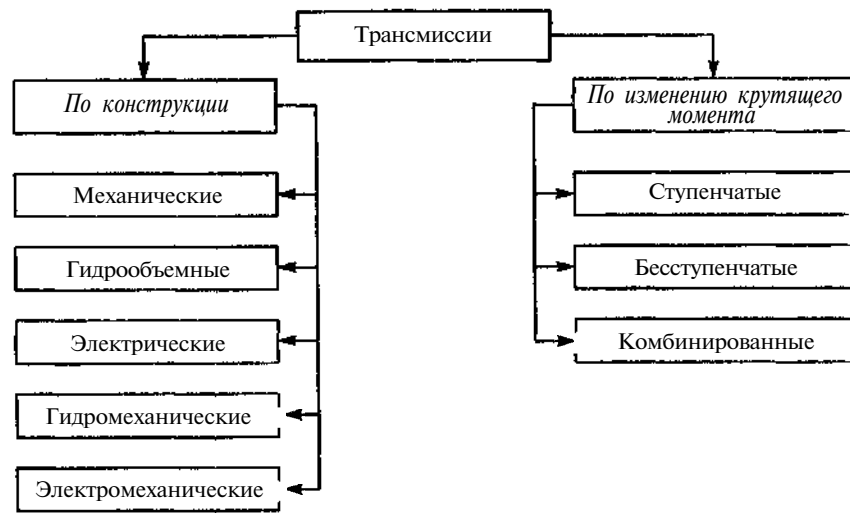 Трансмиссии
По конструкции
Механические
Гидрообъемные
Электрические
Гидромеханические
Электромеханические
По изменению крутящего
момента
Ступенчатые
Бесступенчатые
Комбинированные